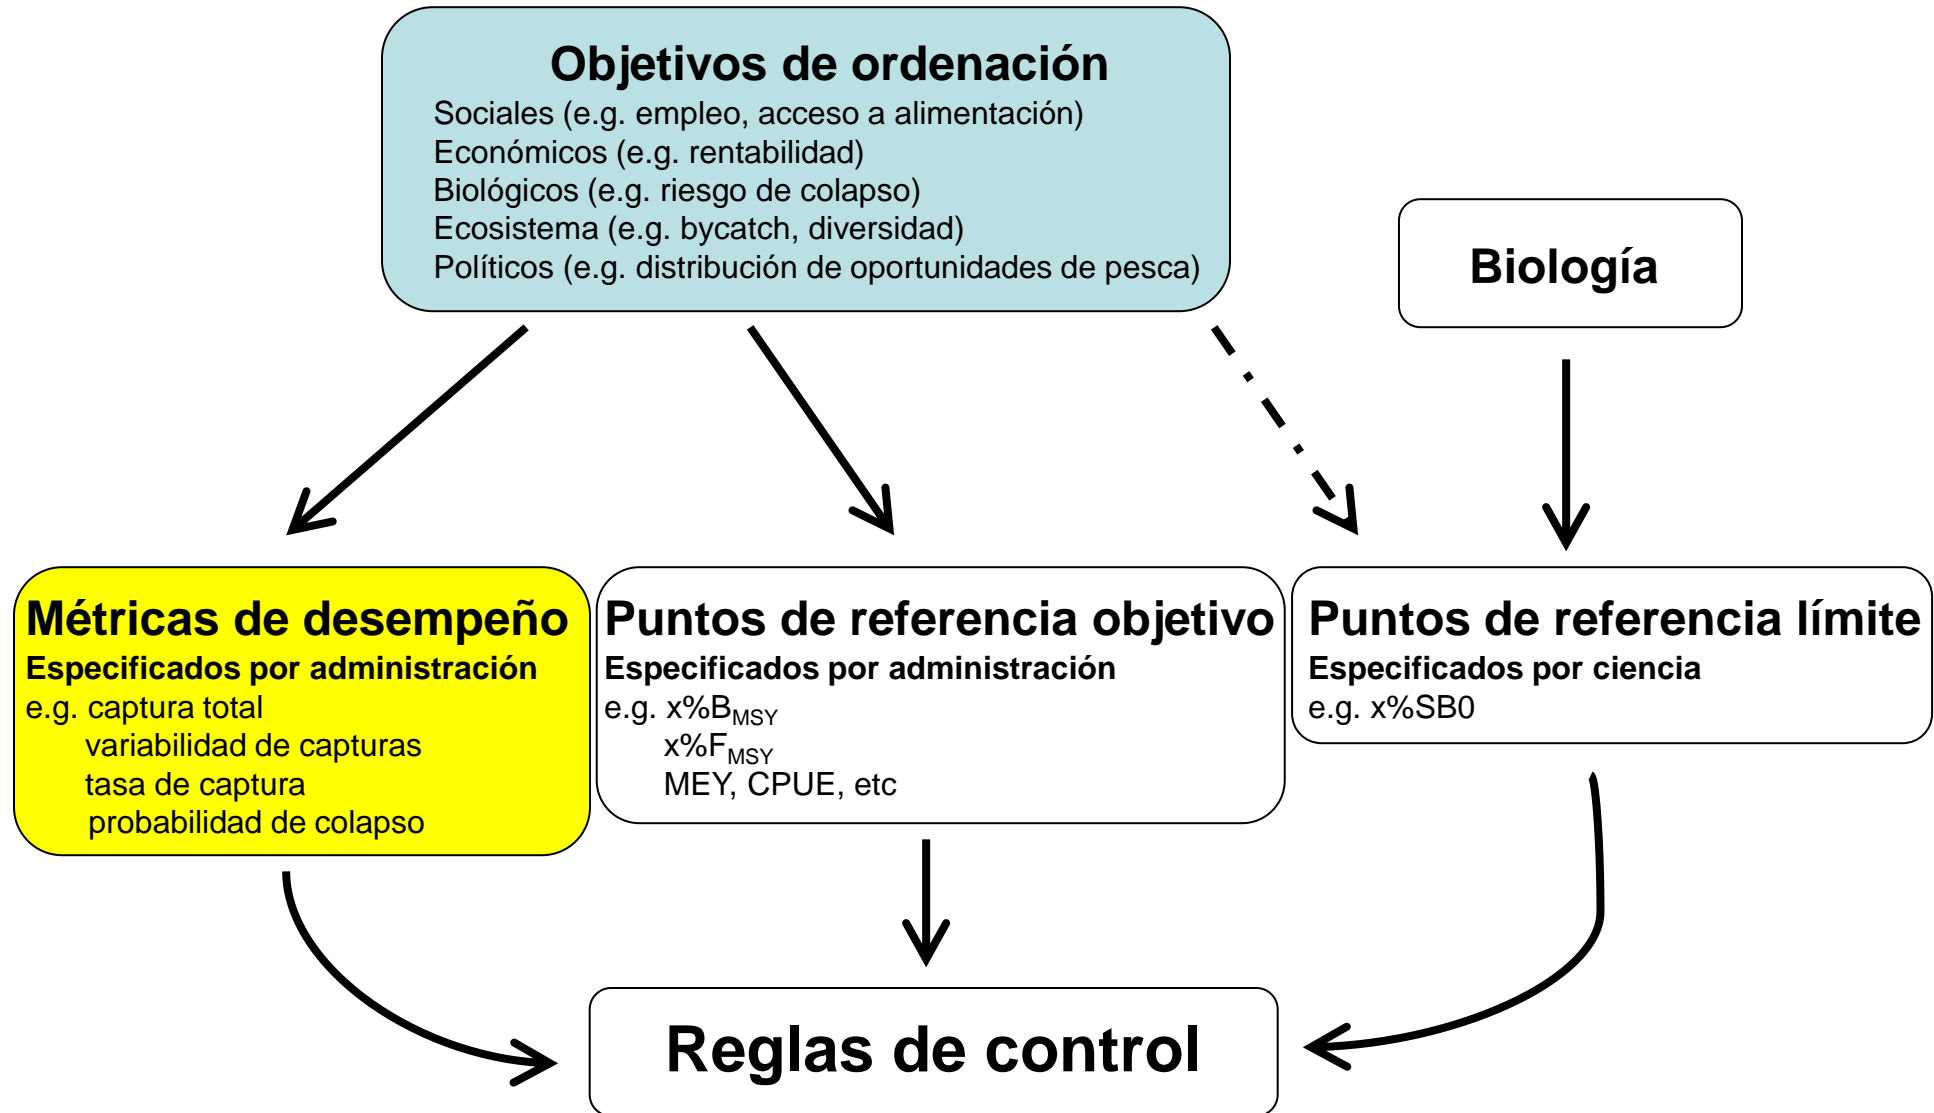 Objetivos de ordenación
Sociales (e.g. empleo, acceso a alimentación)
Económicos (e.g. rentabilidad)
Biológicos (e.g. riesgo de colapso)
Ecosistema (e.g. bycatch, diversidad)
Políticos (e.g. distribución de oportunidades de pesca)
Biología
Métricas de desempeño
Especificados por administración
e.g. captura total
variabilidad de capturas
tasa de captura
probabilidad de colapso
Puntos de referencia objetivo
Especificados por administración
e.g. x%B_MSY
x%F_MSY
MEY, CPUE, etc
Puntos de referencia límite
Especificados por ciencia
e.g. x%SB0
Reglas de control